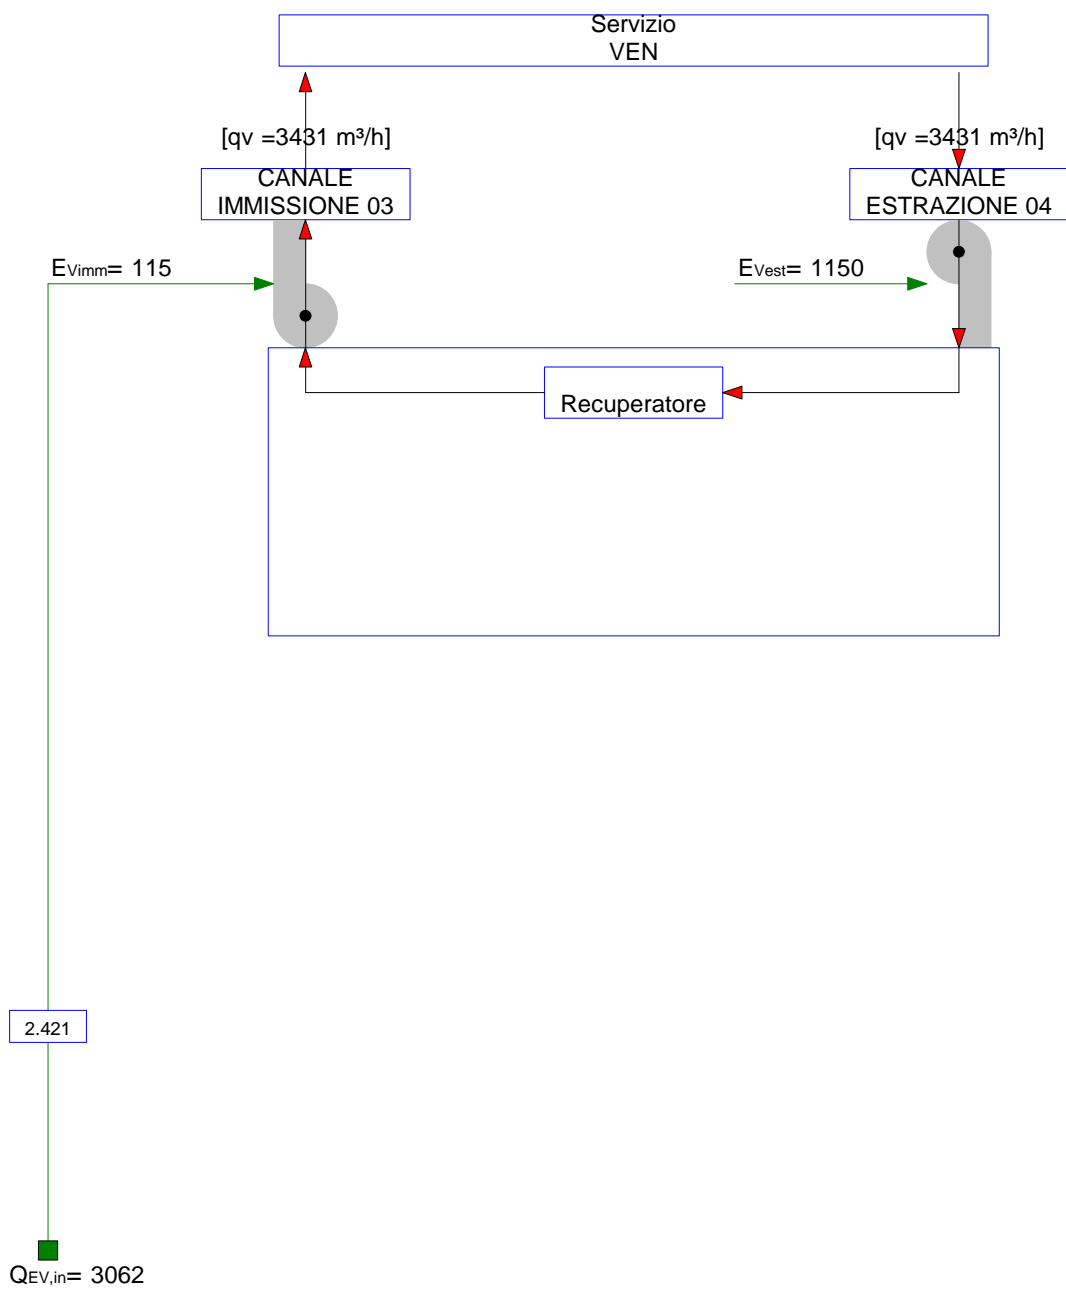 Servizio
VEN
[qv =3431 m³/h]
[qv =3431 m³/h]
CANALE
IMMISSIONE 03
CANALE
ESTRAZIONE 04
EVimm= 115
EVest= 1150
Recuperatore
2.421
QEV,in= 3062